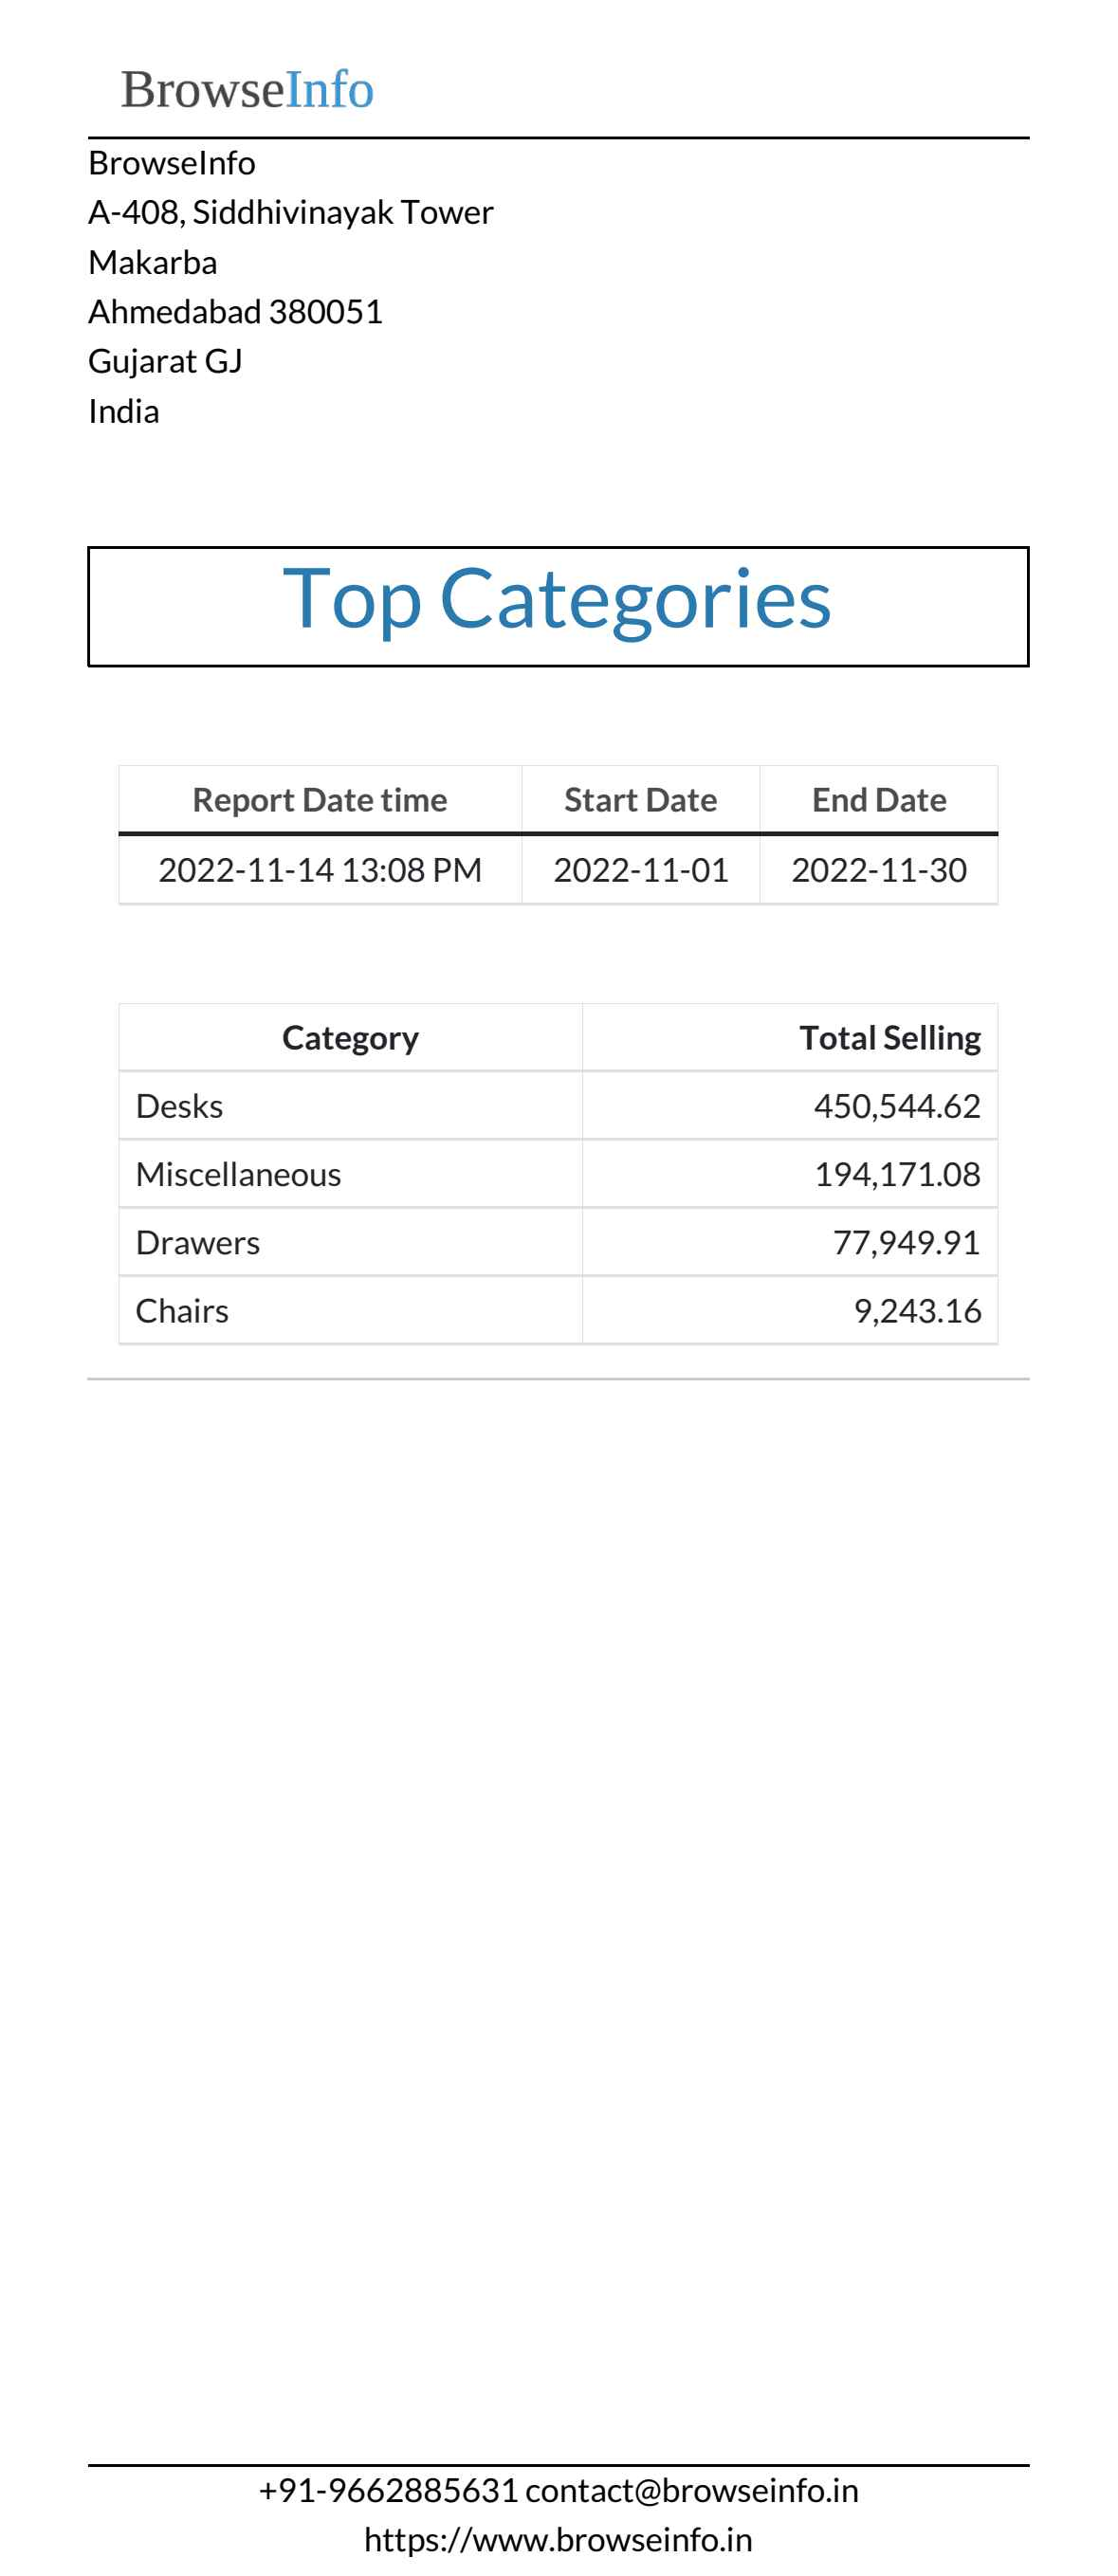 BrowseInfo
BrowseInfo
A-408, Siddhivinayak Tower
Makarba
Ahmedabad 380051
Gujarat GJ
India
Top Categories
Report Date time Start Date End Date
2022-11-14 13:08 PM 2022-11-01 2022-11-30
Category Total Selling
Desks 450,544.62
Miscellaneous 194,171.08
Drawers 77,949.91
Chairs 9,243.16
+91-9662885631 contact@browseinfo.in
https://www.browseinfo.in